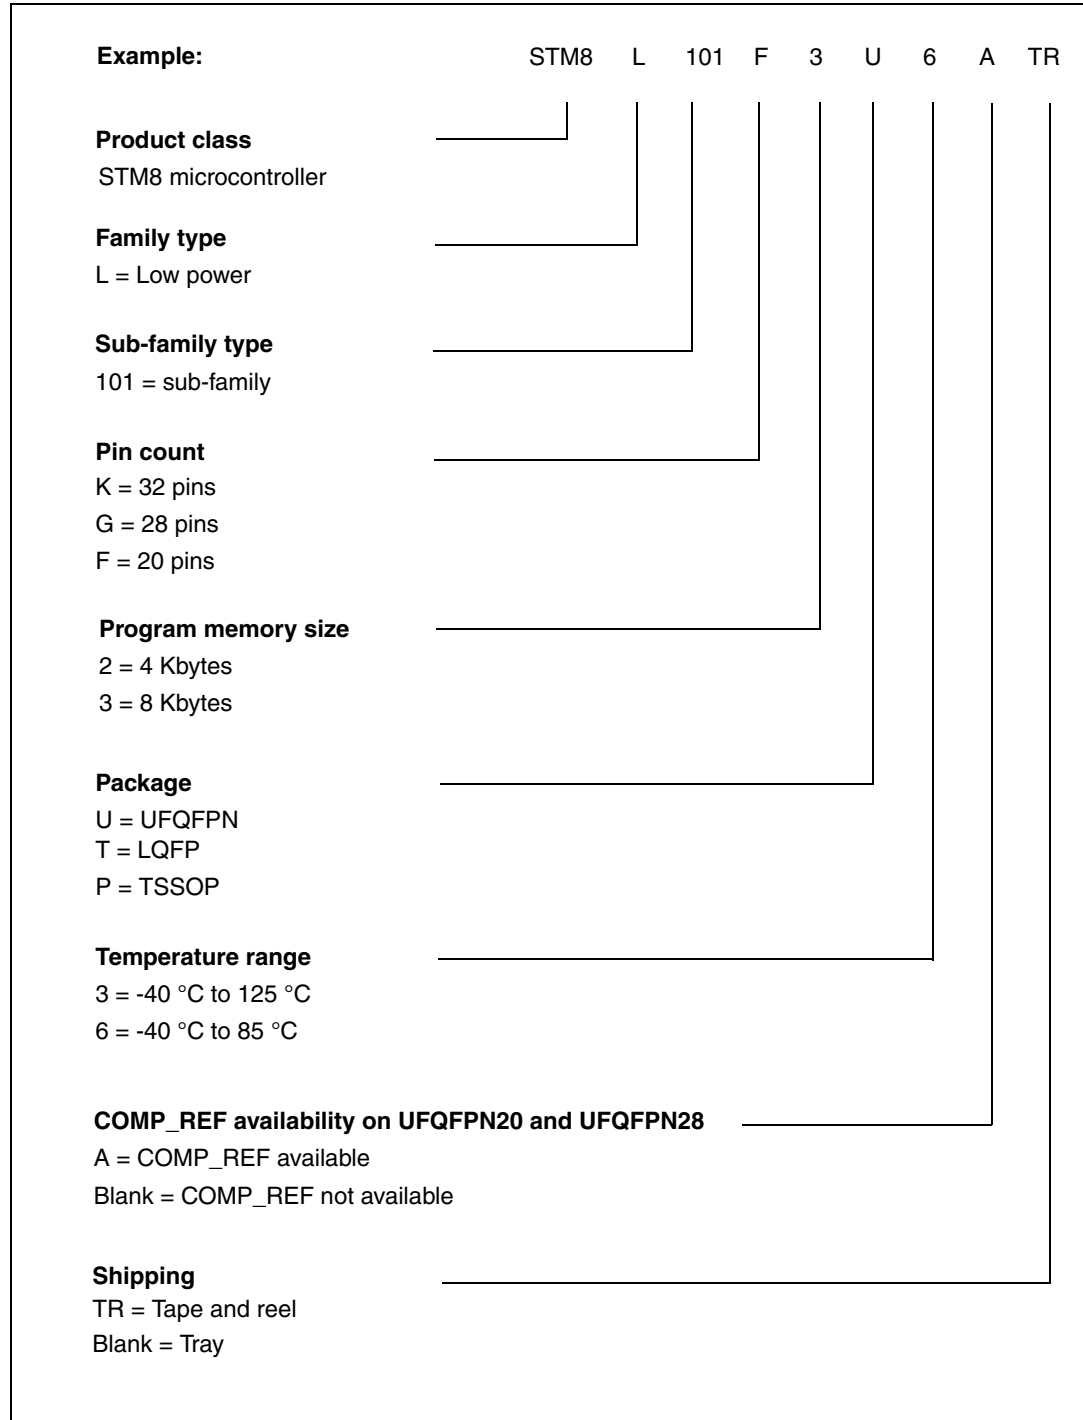 Example: STM8 L 101 F 3 U 6 A TR
Product class
STM8 microcontroller
Family type
L = Low power
Sub-family type
101 = sub-family
Pin count
K = 32 pins
G = 28 pins
F = 20 pins
Program memory size
2 = 4 Kbytes
3 = 8 Kbytes
Package
U = UFQFPN
T = LQFP
P = TSSOP
Temperature range
3 = -40 °C to 125 °C
6 = -40 °C to 85 °C
COMP_REF availability on UFQFPN20 and UFQFPN28
A = COMP_REF available
Blank = COMP_REF not available
Shipping
TR = Tape and reel
Blank = Tray